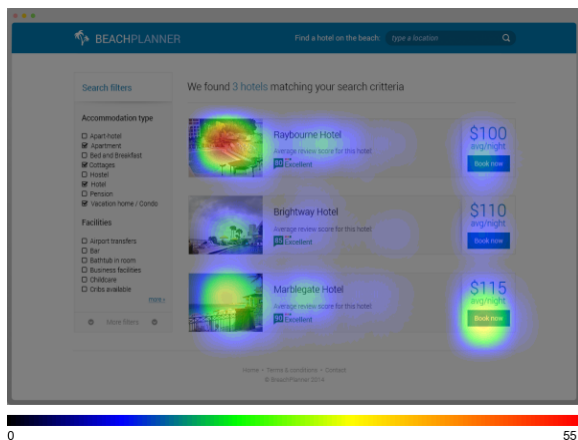 BEACHPLANNER
Find a hotel on the beach: type a location
Search filters
We found 3 hotels matching your search critteria
Accommodation type
Apart-hotel
Apartment
Bed end Breakfast
Cottages
Hostel
Hotel
Pension
Vacation home / Condo
Facilities
Airport transfers
Bar
Bathtub in room
Business facilities
Childcare
Cribs available
more »
More filters
Raybourne Hotel
Average review score for this hotel:
Excellent
$100
avg/night
Book now
Brightway Hotel
Average review score for this hotel:
Excellent
$110
avg/night
Book now
Marblegate Hotel
Average review score for this hotel:
Excellent
$115
avg/night
Book now
Home • Terms & conditions • Contact
© BeachPlanner 2014
0 55